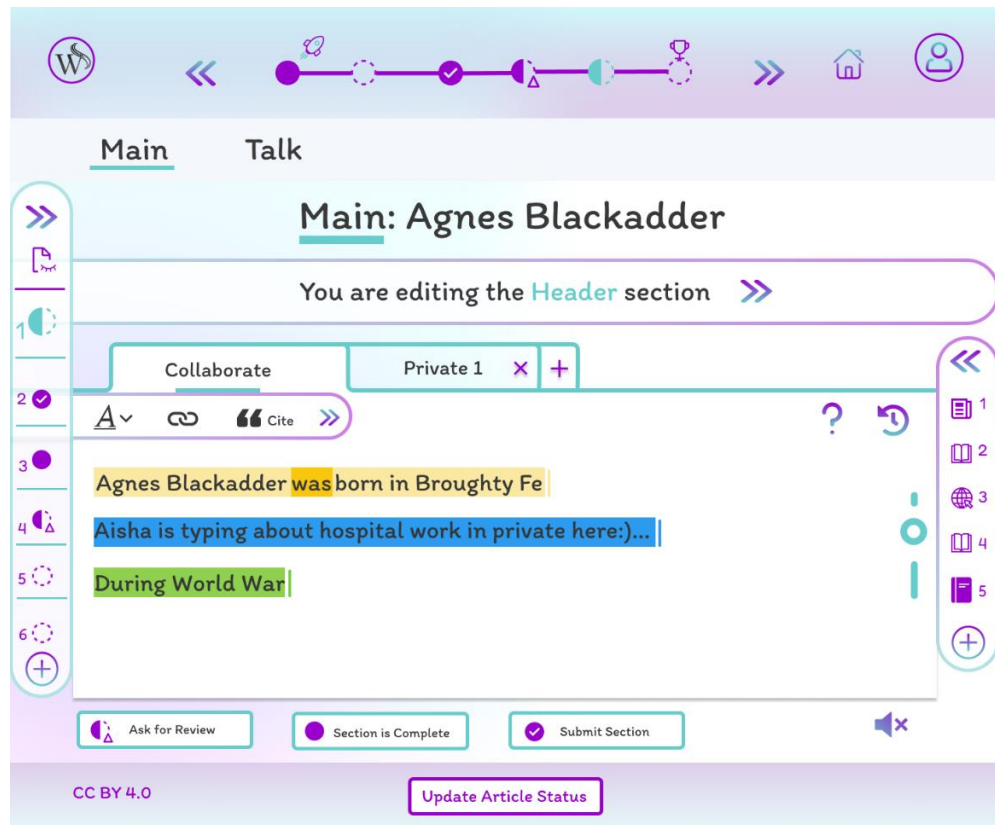 W
Main Talk
Main: Agnes Blackadder
You are editing the Header section
1
2
3
4
5
6
Collaborate
Private 1 × +
A Cite
?
Agnes Blackadder was born in Broughty Fe
Aisha is typing about hospital work in private here:)...
During World War
1
2
3
4
5
Ask for Review
Section is Complete
Submit Section
CC BY 4.0
Update Article Status